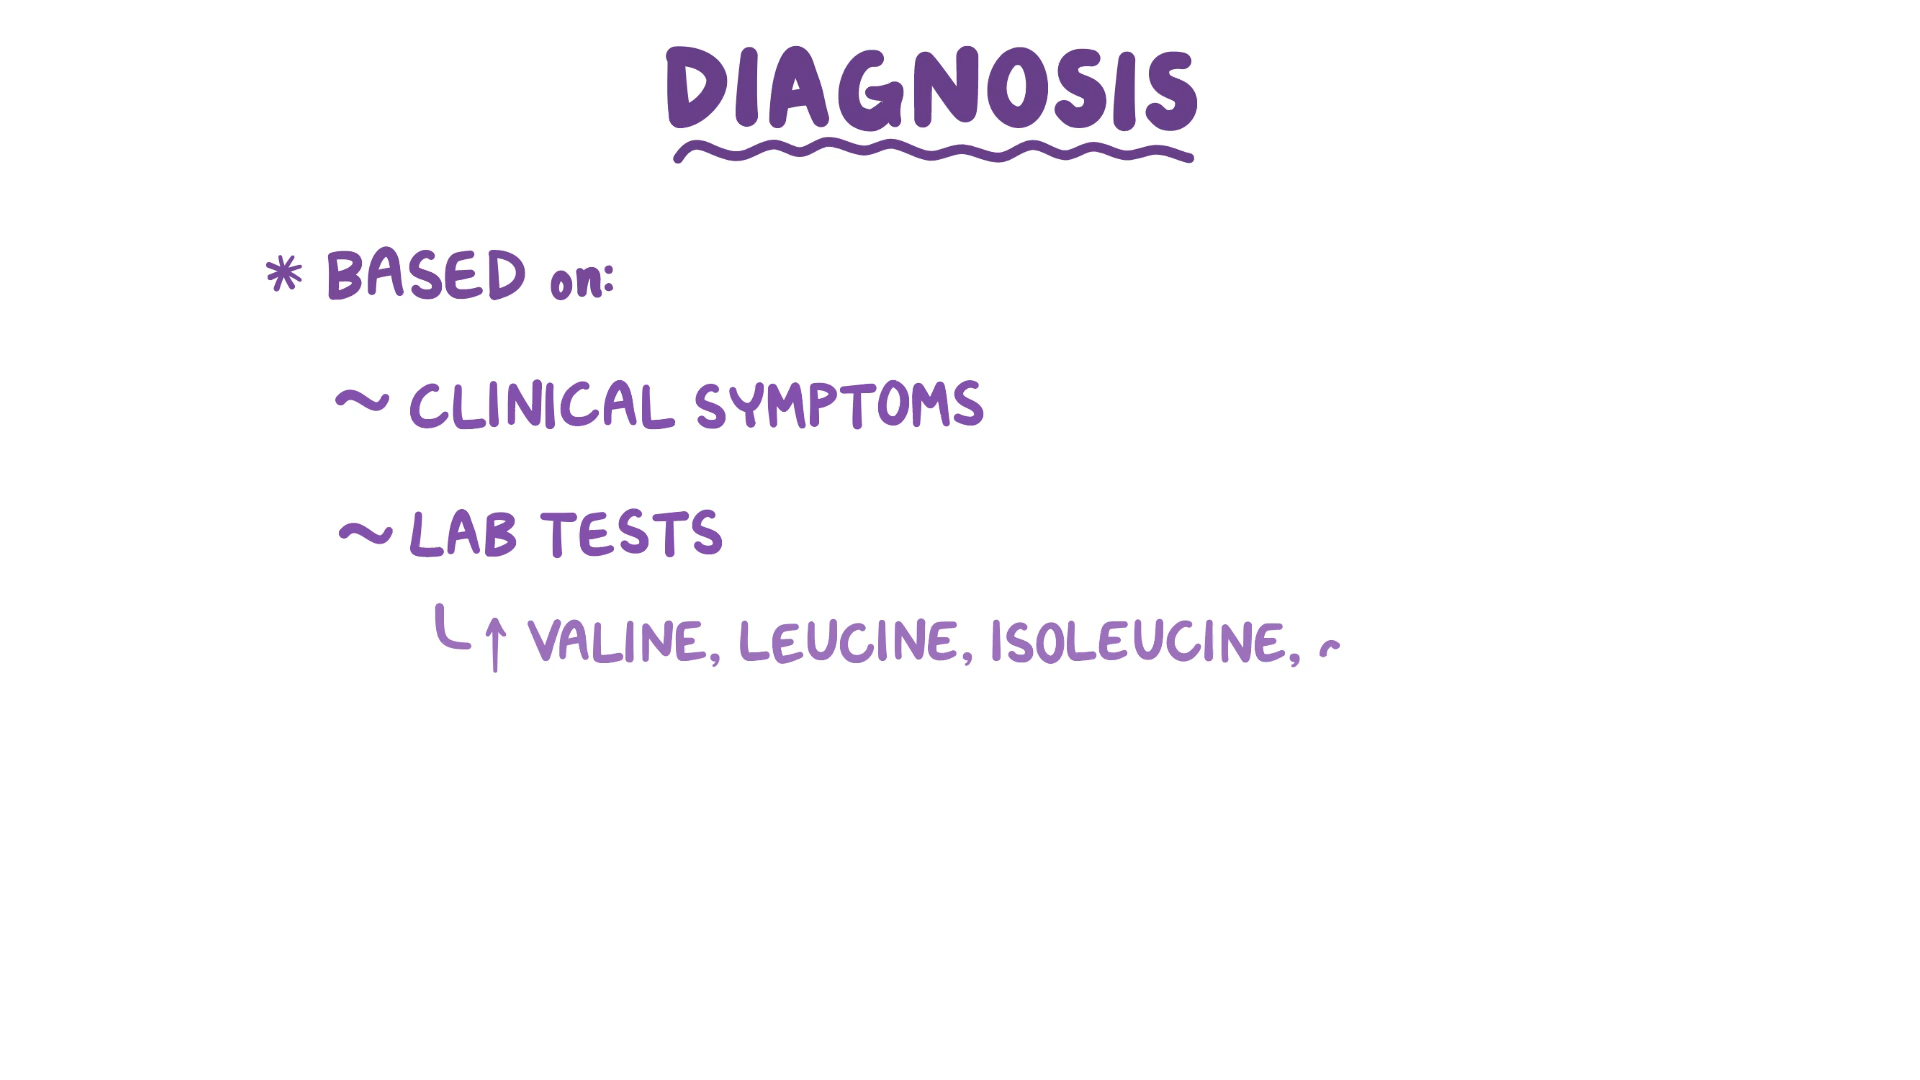 DIAGNOSIS
* BASED on:
~ CLINICAL SYMPTOMS
~ LAB TESTS
↑ VALINE, LEUCINE, ISOLEUCINE,